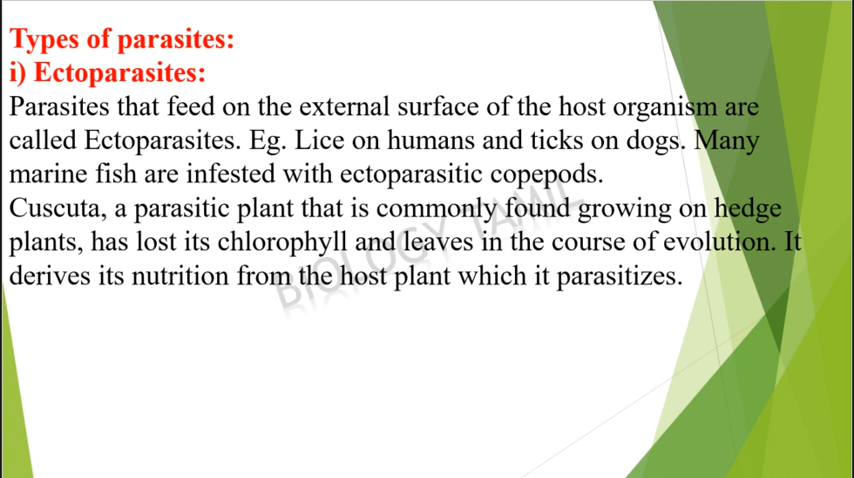 Types of parasites:
i) Ectoparasites:
Parasites that feed on the external surface of the host organism are
called Ectoparasites. Eg. Lice on humans and ticks on dogs. Many
marine fish are infested with ectoparasitic copepods.
Cuscuta, a parasitic plant that is commonly found growing on hedge
plants, has lost its chlorophyll and leaves in the course of evolution. It
derives its nutrition from the host plant which it parasitizes.
BIOLOGY TAMIL